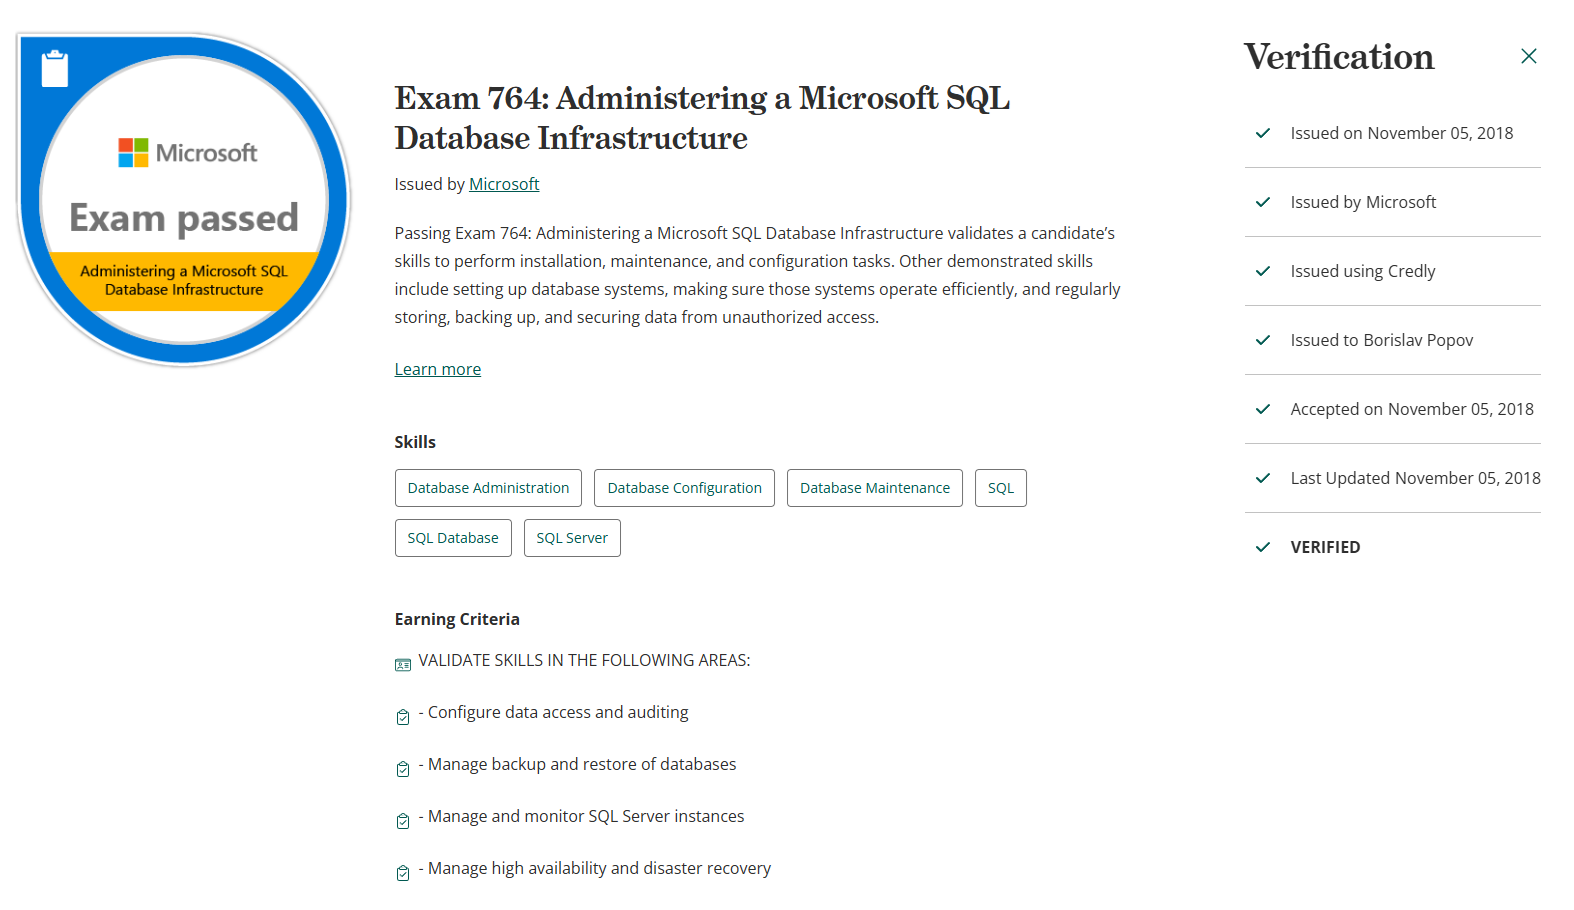 Microsoft
Exam passed
Administering a Microsoft SQL
Database Infrastructure
Exam 764: Administering a Microsoft SQL
Database Infrastructure
Issued by Microsoft
Passing Exam 764: Administering a Microsoft SQL Database Infrastructure validates a candidate’s
skills to perform installation, maintenance, and configuration tasks. Other demonstrated skills
include setting up database systems, making sure those systems operate efficiently, and regularly
storing, backing up, and securing data from unauthorized access.
Learn more
Skills
Database Administration Database Configuration Database Maintenance SQL
SQL Database SQL Server
Earning Criteria
VALIDATE SKILLS IN THE FOLLOWING AREAS:
- Configure data access and auditing
- Manage backup and restore of databases
- Manage and monitor SQL Server instances
- Manage high availability and disaster recovery
Verification
Issued on November 05, 2018
Issued by Microsoft
Issued using Credly
Issued to Borislav Popov
Accepted on November 05, 2018
Last Updated November 05, 2018
VERIFIED